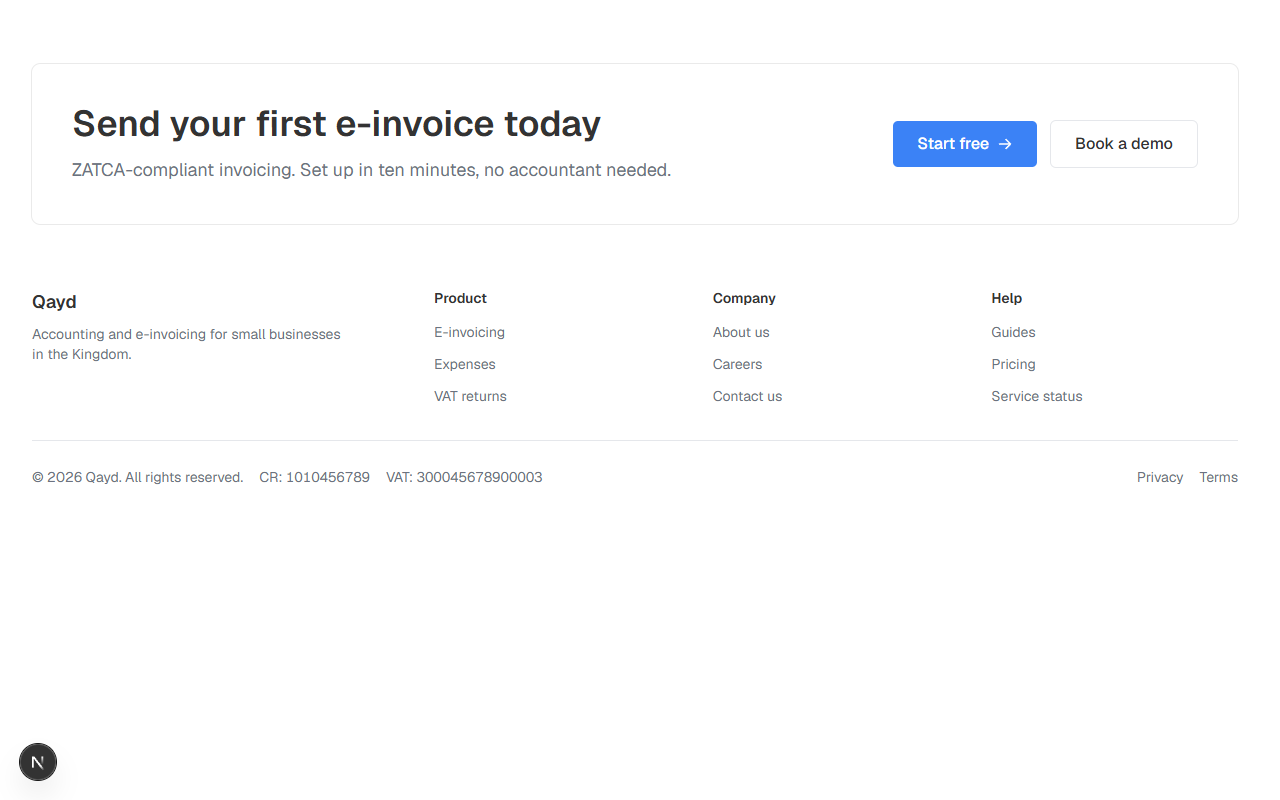 Send your first e-invoice today
ZATCA-compliant invoicing. Set up in ten minutes, no accountant needed.
Start free →
Book a demo
Qayd
Accounting and e-invoicing for small businesses
in the Kingdom.
Product
E-invoicing
Expenses
VAT returns
Company
About us
Careers
Contact us
Help
Guides
Pricing
Service status
© 2026 Qayd. All rights reserved. CR: 1010456789 VAT: 300045678900003
Privacy Terms
N